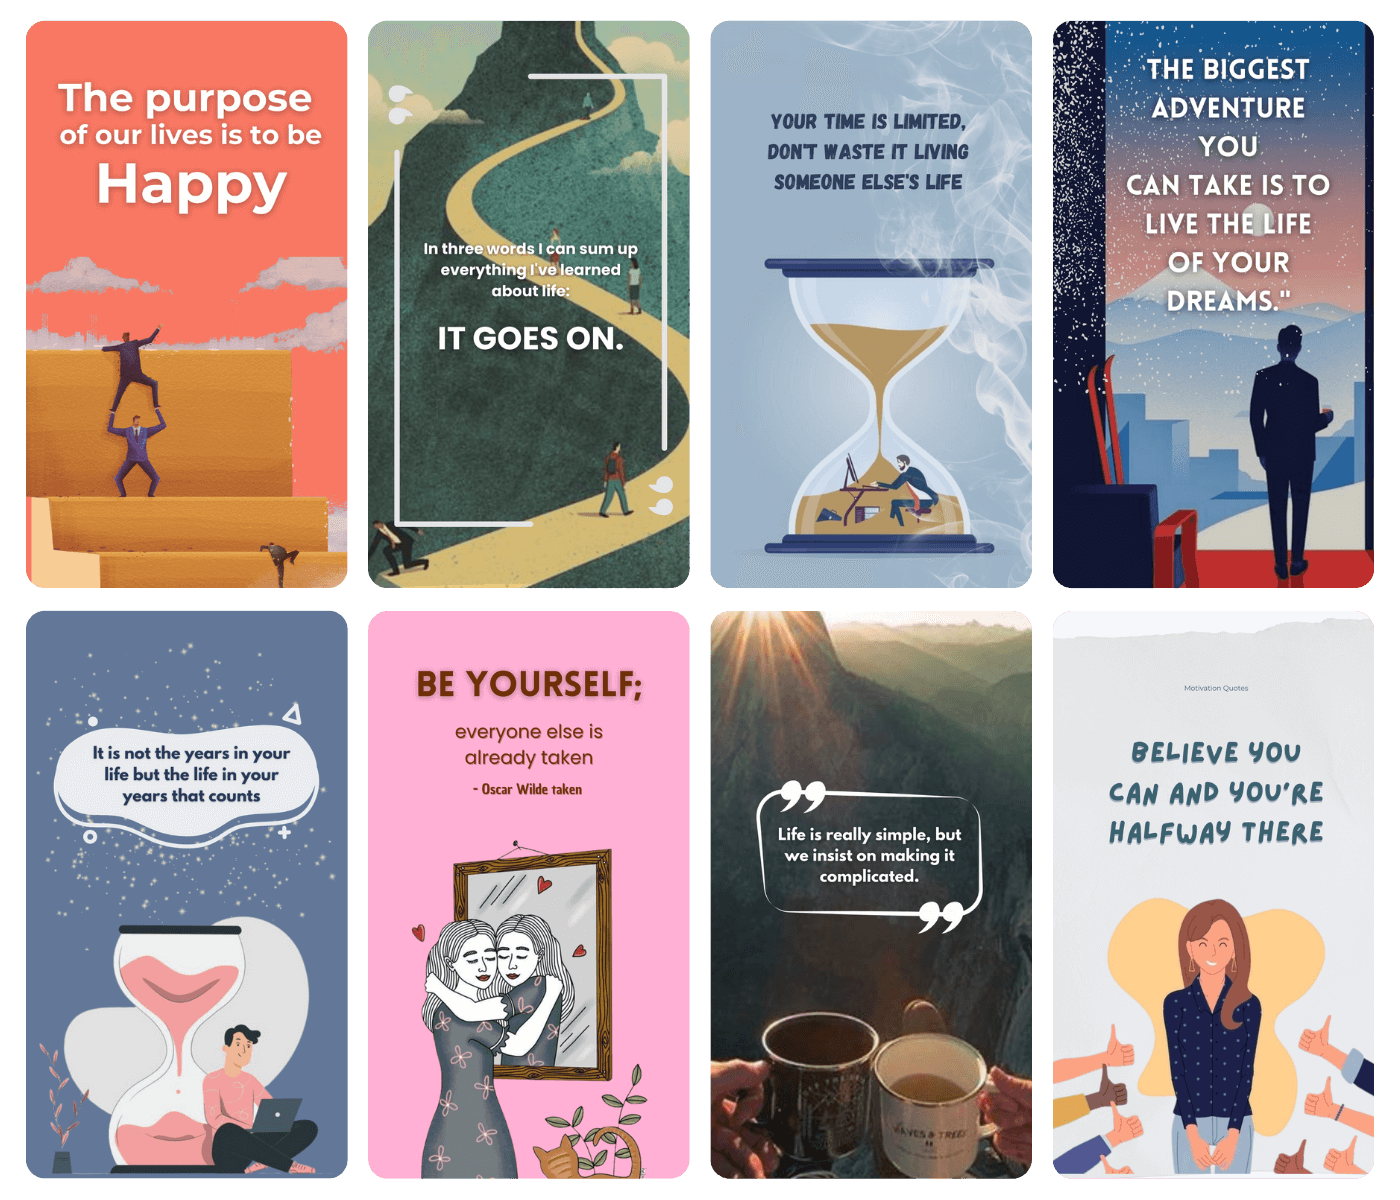 The purpose
of our lives is to be
Happy
In three words I can sum up
everything I've learned
about life:
IT GOES ON.
YOUR TIME IS LIMITED,
DON'T WASTE IT LIVING
SOMEONE ELSE'S LIFE
THE BIGGEST
ADVENTURE
YOU
CAN TAKE IS TO
LIVE THE LIFE
OF YOUR
DREAMS."
It is not the years in your
life but the life in your
years that counts
BE YOURSELF;
everyone else is
already taken
- Oscar Wilde taken
Life is really simple, but
we insist on making it
complicated.
WAVES & TREES
Motivation Quotes
BELIEVE YOU
CAN AND YOU'RE
HALFWAY THERE